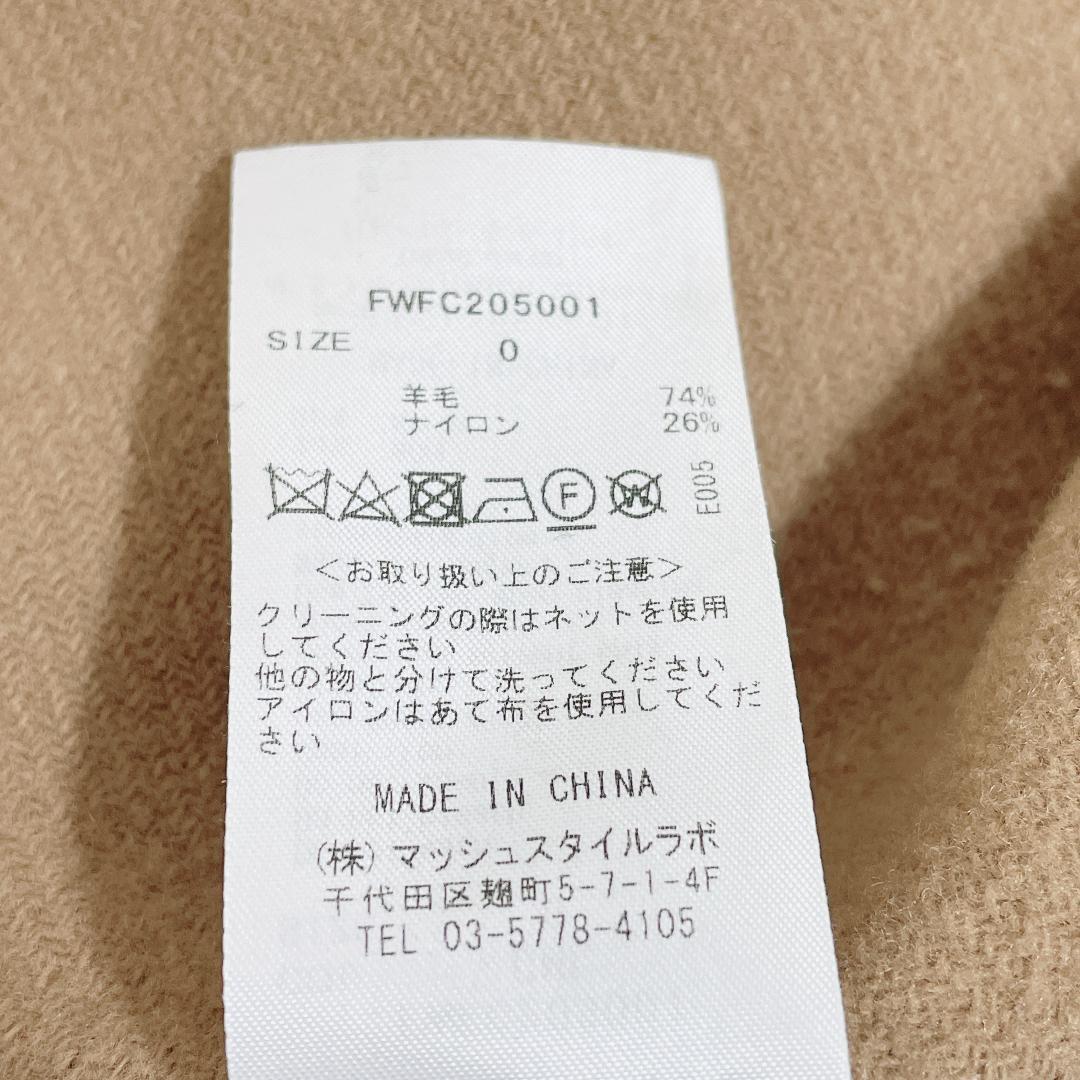 FWFC205001
SIZE 0
羊毛 74%
ナイロン 26%
F W E005
<お取り扱い上のご注意>
クリーニングの際はネットを使用
してください
他の物と分けて洗ってください
アイロンはあて布を使用してくだ
さい
MADE IN CHINA
(株)マッシュスタイルラボ
千代田区麹町5-7-1-4F
TEL 03-5778-4105